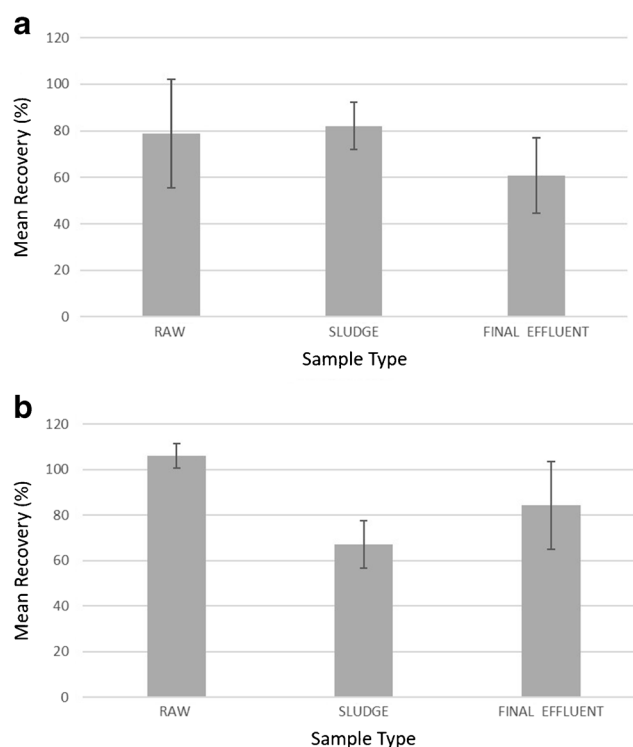 a
120
100
80
60
40
20
0
Mean Recovery (%)
RAW SLUDGE FINAL EFFLUENT
Sample Type
b
120
100
80
60
40
20
0
Mean Recovery (%)
RAW SLUDGE FINAL EFFLUENT
Sample Type